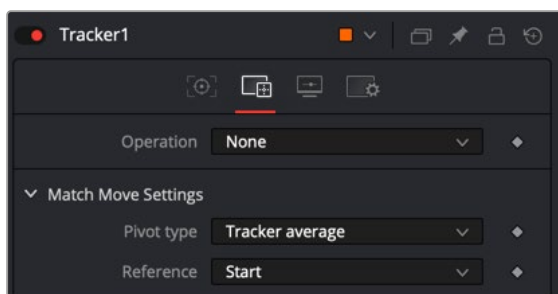 Tracker1
Operation None
Match Move Settings
Pivot type Tracker average
Reference Start